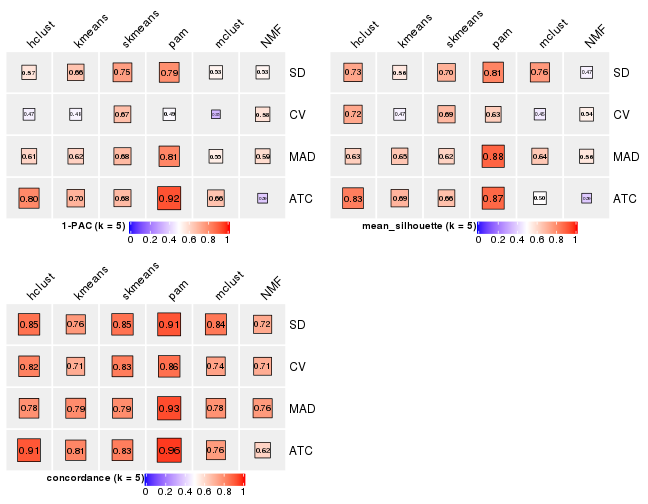 hclust kmeans skmeans pam mclust NMF
0.57 0.66 0.75 0.79 0.53 0.53 SD
0.47 0.48 0.67 0.49 CV
0.61 0.62 0.68 0.81 0.55 0.59 MAD
0.80 0.70 0.68 0.92 0.66 ATC
1-PAC (k = 5)
0 0.2 0.4 0.6 0.8 1
hclust kmeans skmeans pam mclust NMF
0.73 0.56 0.70 0.81 0.76 0.47 SD
0.72 0.47 0.69 0.63 0.45 0.54 CV
0.63 0.65 0.62 0.88 0.64 0.56 MAD
0.83 0.69 0.66 0.87 0.50 ATC
mean_silhouette (k = 5)
0 0.2 0.4 0.6 0.8 1
hclust kmeans skmeans pam mclust NMF
0.85 0.76 0.85 0.91 0.84 0.72 SD
0.82 0.71 0.83 0.86 0.74 0.71 CV
0.78 0.79 0.79 0.93 0.78 0.76 MAD
0.91 0.81 0.83 0.96 0.76 0.62 ATC
concordance (k = 5)
0 0.2 0.4 0.6 0.8 1